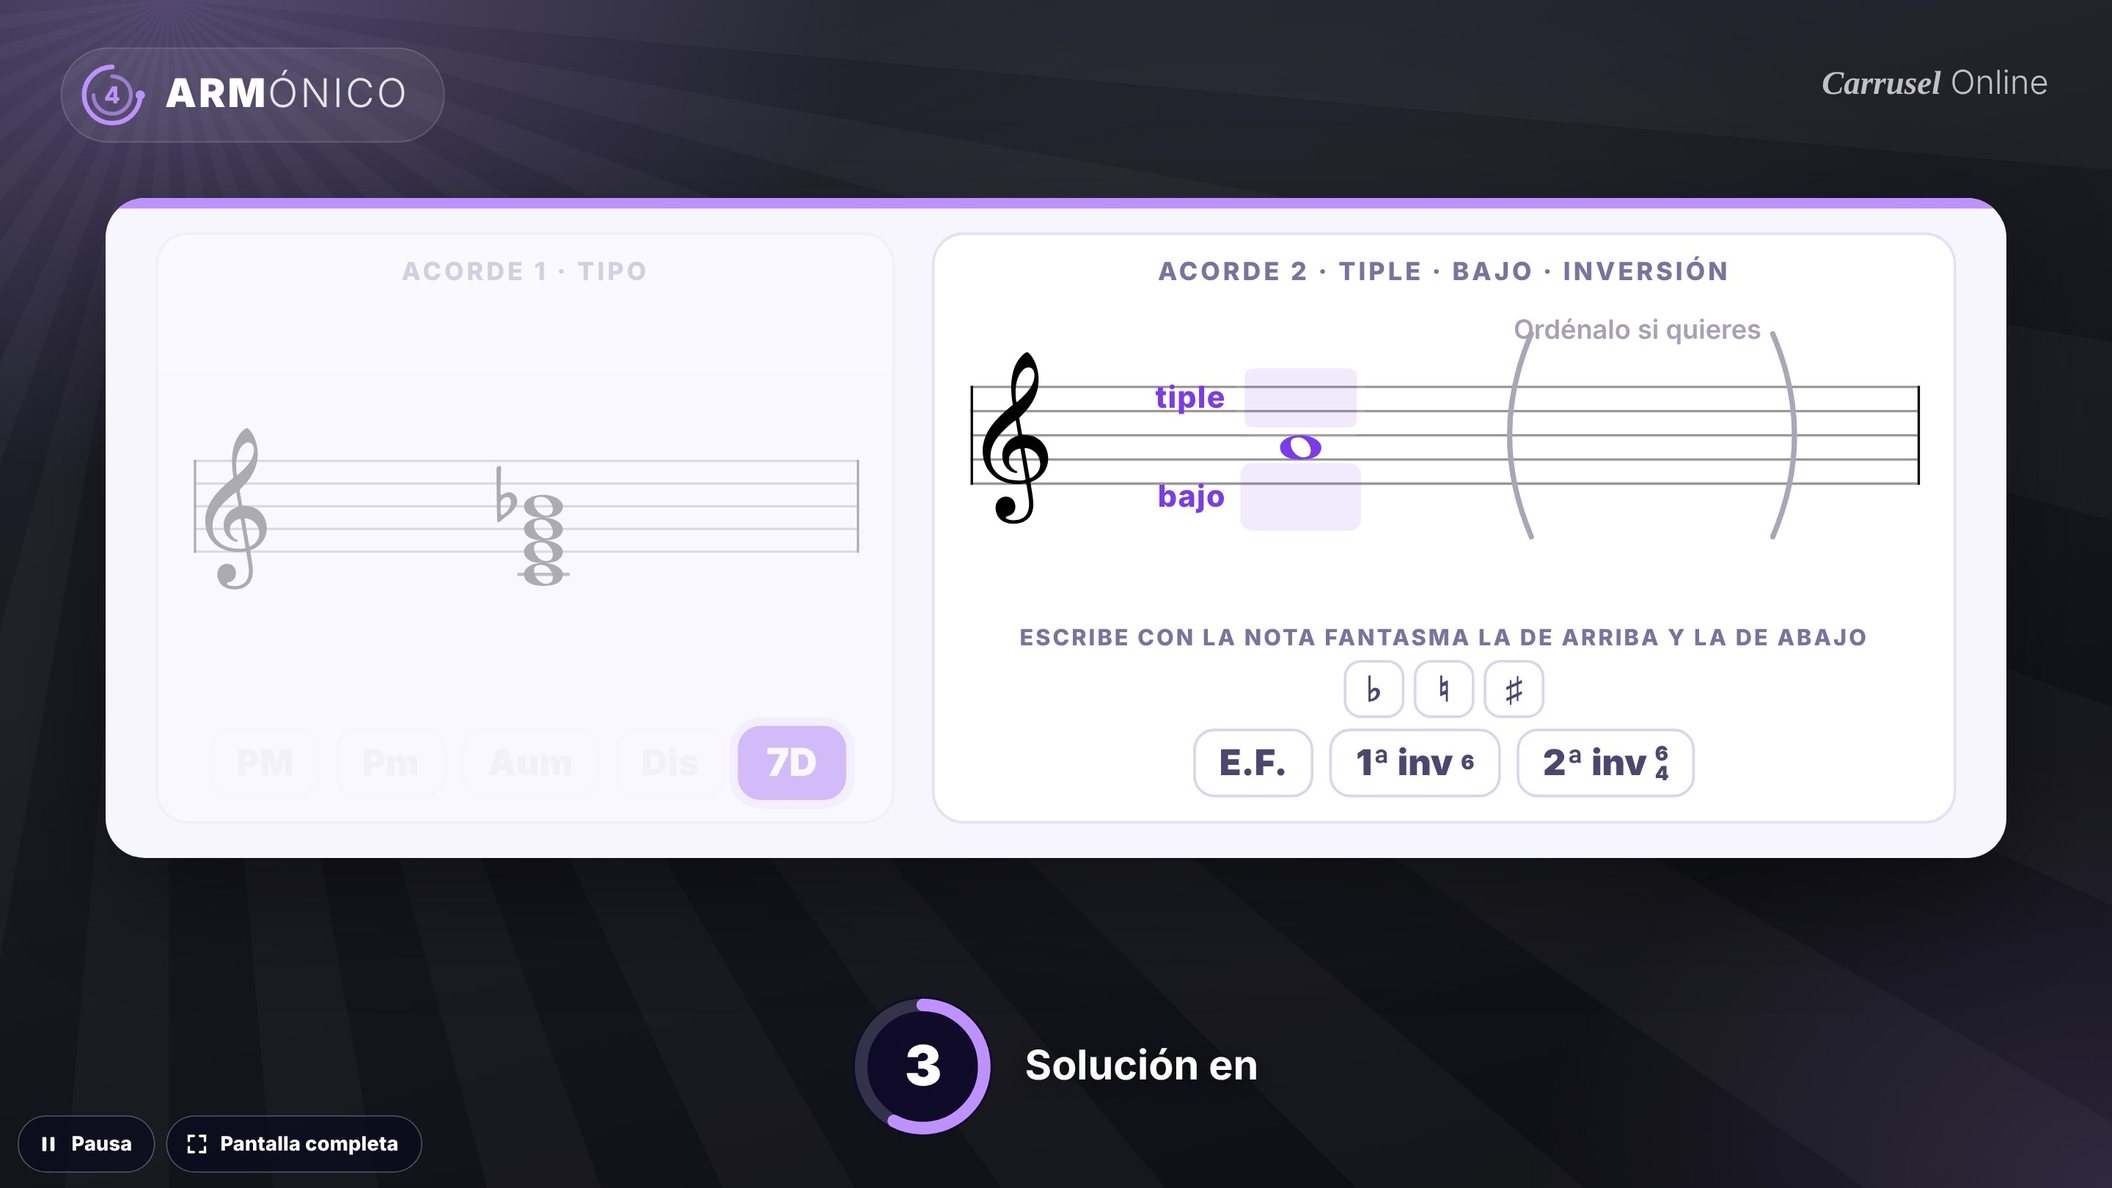 4 ARMÓNICO
Carrusel Online
ACORDE 1 · TIPO
PM Pm Aum Dis 7D
ACORDE 2 · TIPLE · BAJO · INVERSIÓN
Ordénalo si quieres
tiple
bajo
ESCRIBE CON LA NOTA FANTASMA LA DE ARRIBA Y LA DE ABAJO
♭ ♮ ♯
E.F. 1ª inv 6 2ª inv 6 4
3 Solución en
Pausa Pantalla completa